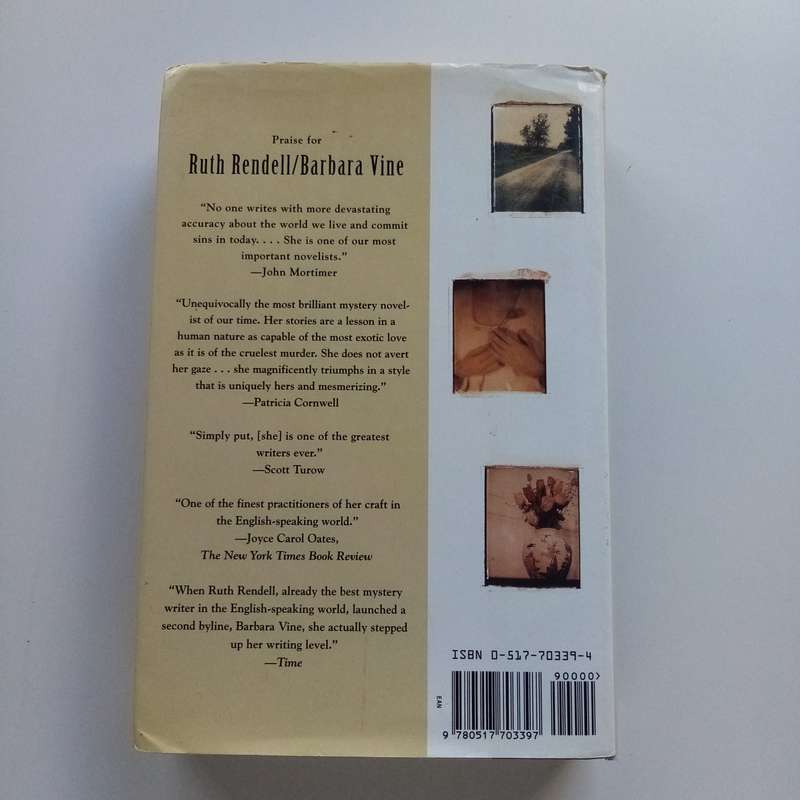 Praise for
Ruth Rendell/Barbara Vine
“No one writes with more devastating
accuracy about the world we live and commit
sins in today. . . . She is one of our most
important novelists.”
—John Mortimer
“Unequivocally the most brilliant mystery novel-
ist of our time. Her stories are a lesson in a
human nature as capable of the most exotic love
as it is of the cruelest murder. She does not avert
her gaze . . . she magnificently triumphs in a style
that is uniquely hers and mesmerizing.”
—Patricia Cornwell
“Simply put, [she] is one of the greatest
writers ever.”
—Scott Turow
“One of the finest practitioners of her craft in
the English-speaking world.”
—Joyce Carol Oates,
The New York Times Book Review
“When Ruth Rendell, already the best mystery
writer in the English-speaking world, launched a
second byline, Barbara Vine, she actually stepped
up her writing level.”
—Time
ISBN 0-517-70339-4
90000>
EAN
9 780517 703397